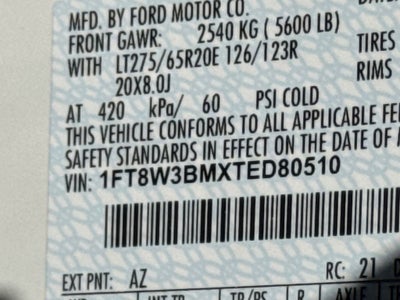 MFD. BY FORD MOTOR CO.
FRONT GAWR: 2540 KG ( 5600 LB)
WITH LT275/65R20E 126/123R TIRES
20X8.0J RIMS
AT 420 kPa/ 60 PSI COLD
THIS VEHICLE CONFORMS TO ALL APPLICABLE
SAFETY STANDARDS IN EFFECT ON THE DATE OF
VIN: 1FT8W3BMXTED80510
EXT PNT: AZ RC: 21